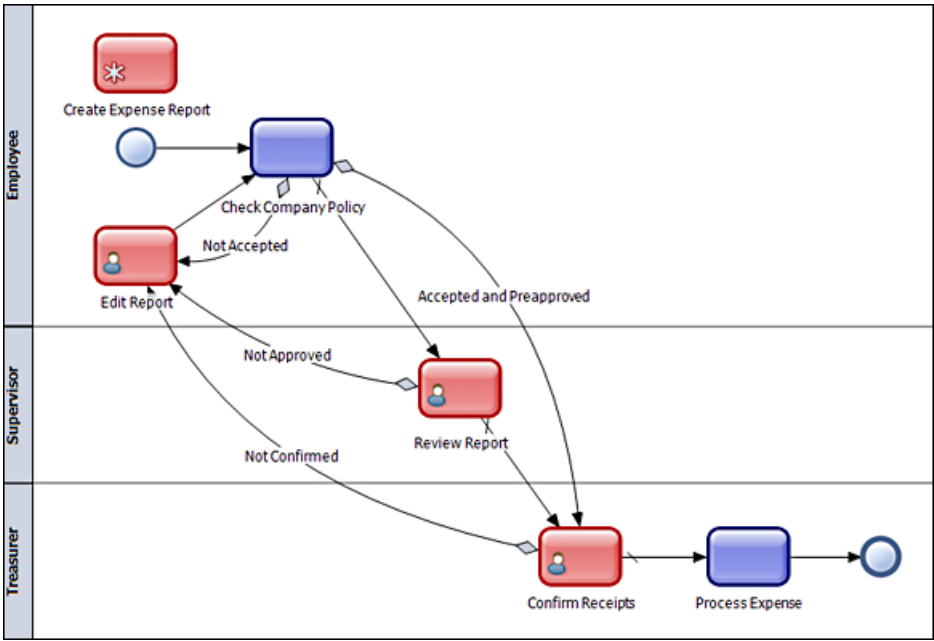 Employee
Create Expense Report
Check Company Policy
Not Accepted
Edit Report
Accepted and Preapproved
Supervisor
Not Approved
Review Report
Not Confirmed
Treasurer
Confirm Receipts
Process Expense